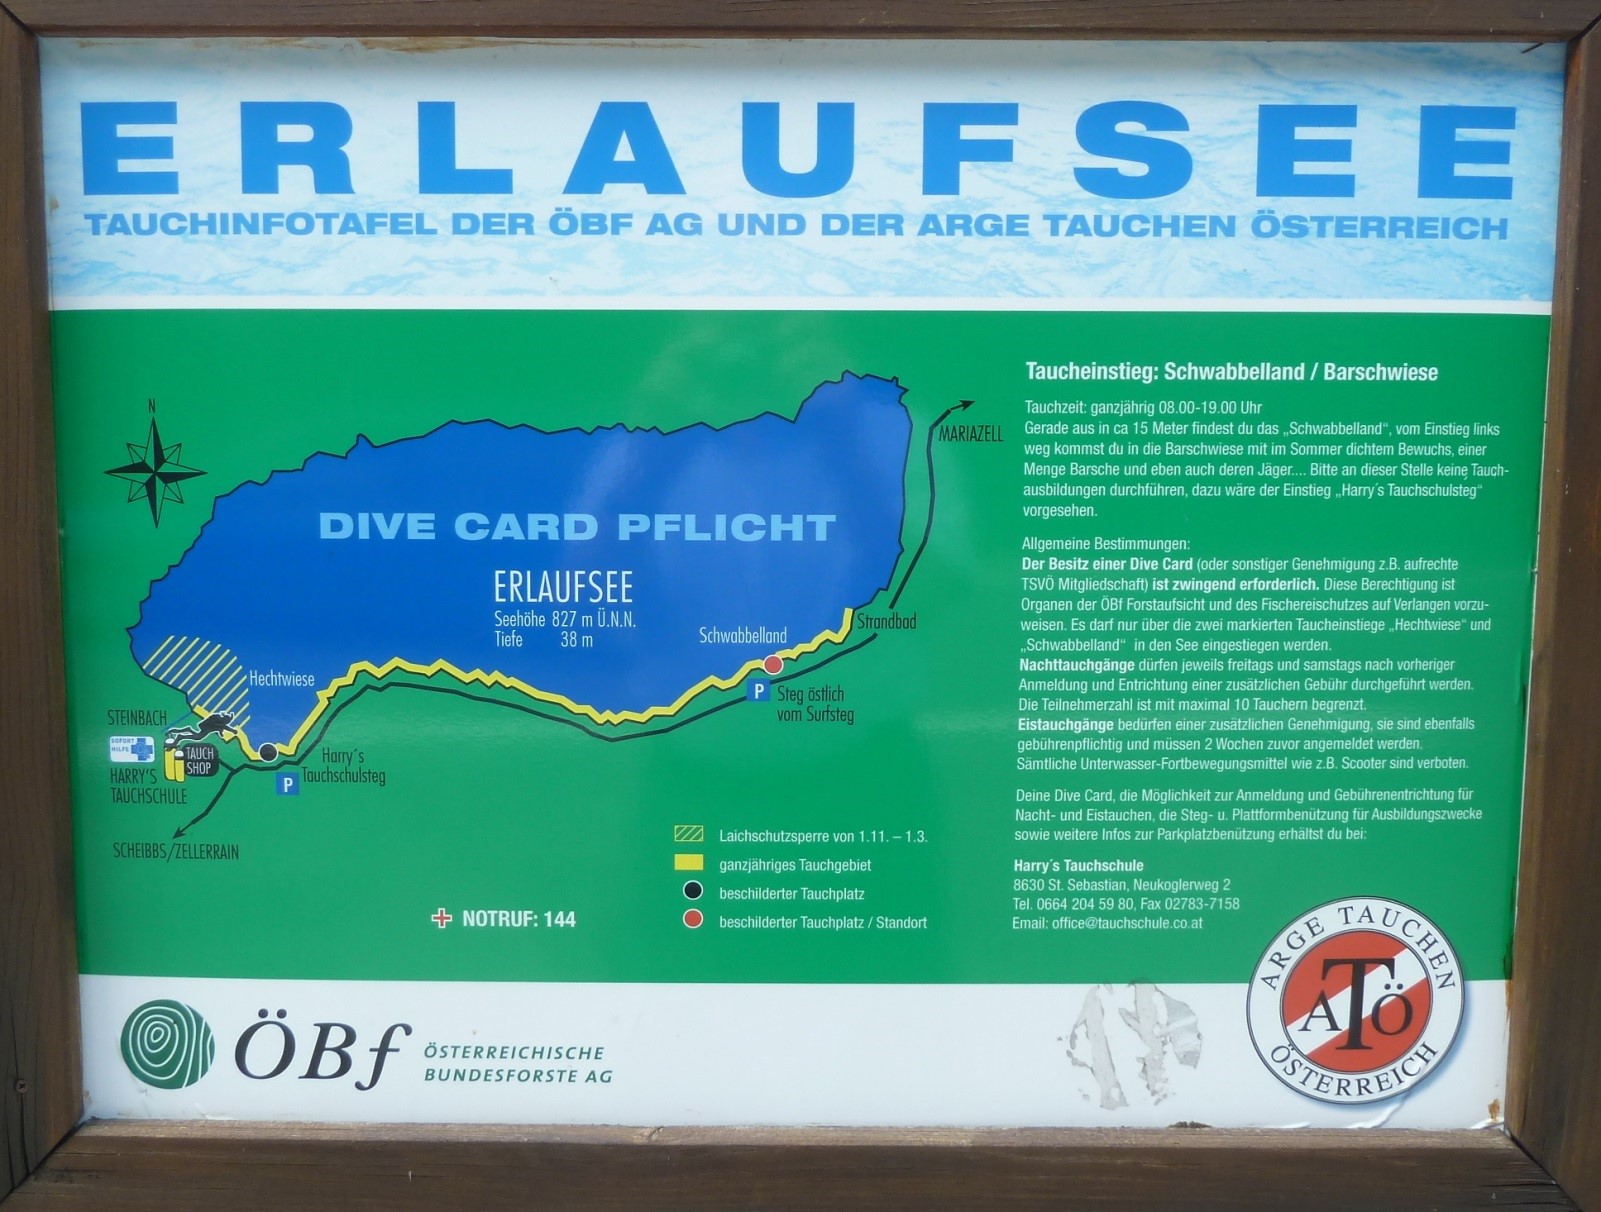 ERLAUFSEE
TAUCHINFOTAFEL DER ÖBF AG UND DER ARGE TAUCHEN ÖSTERREICH
N
MARIAZELL
DIVE CARD PFLICHT
ERLAUFSEE
Seehöhe 827 m Ü.N.N.
Tiefe 38 m
Schwabbelland
Strandbad
Hechtwiese
P
Steg östlich
vom Surfsteg
STEINBACH
SOFORT
HILFE
TAUCH
SHOP
HARRY'S
TAUCHSCHULE
Harry´s
Tauchschulsteg
P
SCHEIBBS/ZELLERRAIN
Laichschutzsperre von 1.11. – 1.3.
ganzjähriges Tauchgebiet
beschilderter Tauchplatz
beschilderter Tauchplatz / Standort
NOTRUF: 144
Taucheinstieg: Schwabbelland / Barschwiese
Tauchzeit: ganzjährig 08.00-19.00 Uhr
Gerade aus in ca 15 Meter findest du das „Schwabbelland“, vom Einstieg links
weg kommst du in die Barschwiese mit im Sommer dichtem Bewuchs, einer
Menge Barsche und eben auch deren Jäger.... Bitte an dieser Stelle keine Tauch-
ausbildungen durchführen, dazu wäre der Einstieg „Harry´s Tauchschulsteg“
vorgesehen.
Allgemeine Bestimmungen:
Der Besitz einer Dive Card (oder sonstiger Genehmigung z.B. aufrechte
TSVÖ Mitgliedschaft) ist zwingend erforderlich. Diese Berechtigung ist
Organen der ÖBf Forstaufsicht und des Fischereischutzes auf Verlangen vorzu-
weisen. Es darf nur über die zwei markierten Taucheinstiege „Hechtwiese“ und
„Schwabbelland“ in den See eingestiegen werden.
Nachttauchgänge dürfen jeweils freitags und samstags nach vorheriger
Anmeldung und Entrichtung einer zusätzlichen Gebühr durchgeführt werden.
Die Teilnehmerzahl ist mit maximal 10 Tauchern begrenzt.
Eistauchgänge bedürfen einer zusätzlichen Genehmigung, sie sind ebenfalls
gebührenpflichtig und müssen 2 Wochen zuvor angemeldet werden.
Sämtliche Unterwasser-Fortbewegungsmittel wie z.B. Scooter sind verboten.
Deine Dive Card, die Möglichkeit zur Anmeldung und Gebührenentrichtung für
Nacht- und Eistauchen, die Steg- u. Plattformbenützung für Ausbildungszwecke
sowie weitere Infos zur Parkplatzbenützung erhältst du bei:
Harry´s Tauchschule
8630 St. Sebastian, Neukoglerweg 2
Tel. 0664 204 59 80, Fax 02783-7158
Email: office@tauchschule.co.at
ÖBf
ÖSTERREICHISCHE
BUNDESFORSTE AG
ARGE TAUCHEN
ATÖ
ÖSTERREICH